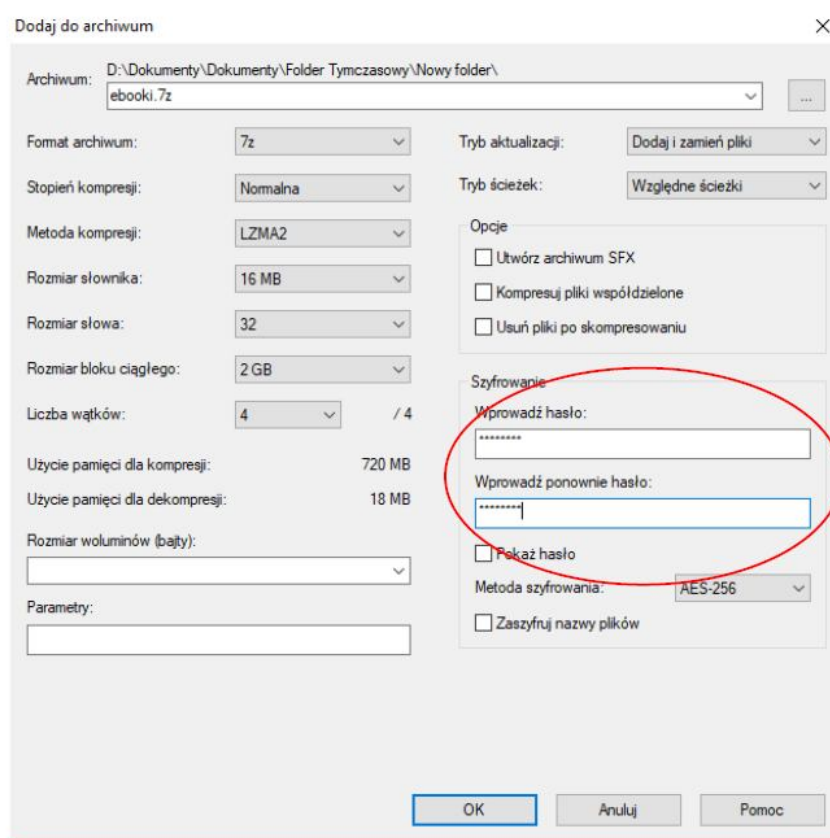 Dodaj do archiwum
Archiwum:
D:\Dokumenty\Dokumenty\Folder Tymczasowy\Nowy folder\
ebooki.7z
...
Format archiwum:
7z
Stopień kompresji:
Normalna
Metoda kompresji:
LZMA2
Rozmiar słownika:
16 MB
Rozmiar słowa:
32
Rozmiar bloku ciągłego:
2 GB
Liczba wątków:
4
/ 4
Użycie pamięci dla kompresji:
720 MB
Użycie pamięci dla dekompresji:
18 MB
Rozmiar woluminów (bajty):
Parametry:
Tryb aktualizacji:
Dodaj i zamień pliki
Tryb ścieżek:
Względne ścieżki
Opcje
Utwórz archiwum SFX
Kompresuj pliki współdzielone
Usuń pliki po skompresowaniu
Szyfrowanie
Wprowadź hasło:
********
Wprowadź ponownie hasło:
********
Pokaż hasło
Metoda szyfrowania:
AES-256
Zaszyfruj nazwy plików
OK
Anuluj
Pomoc